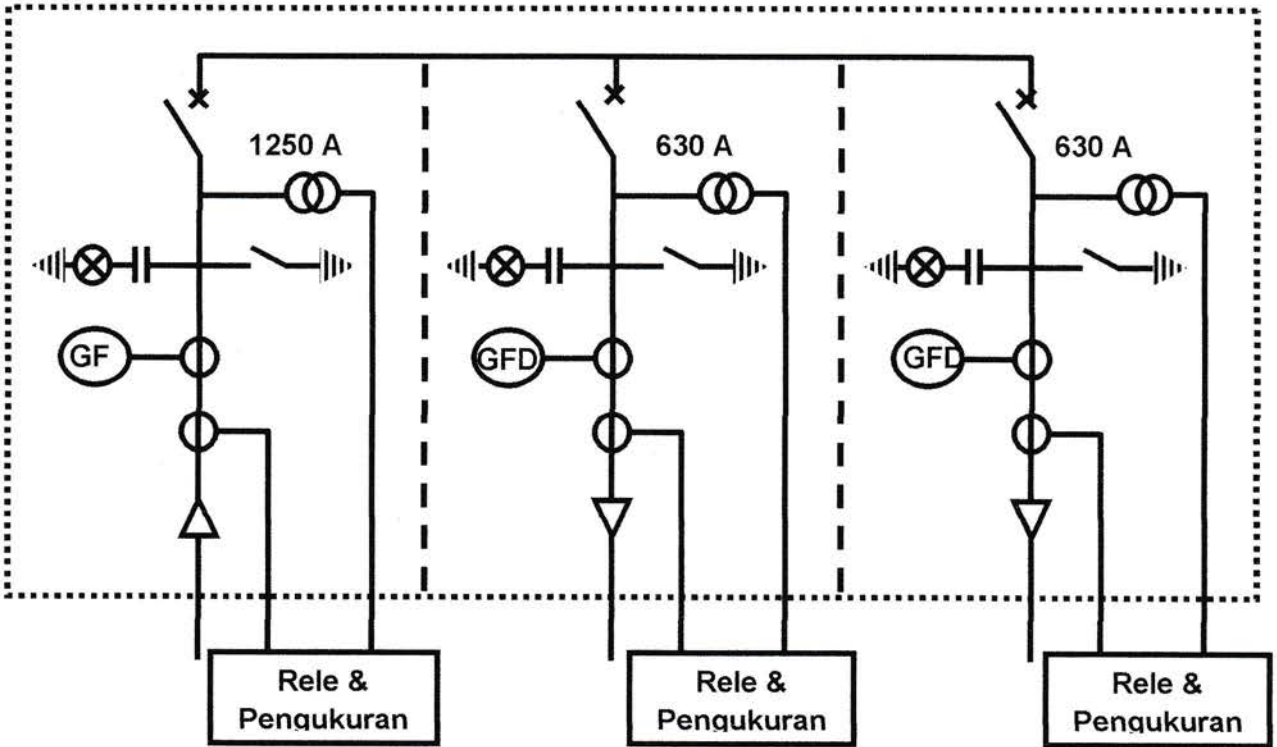 1250 A
630 A
630 A
GF
GFD
GFD
Rele &
Pengukuran
Rele &
Pengukuran
Rele &
Pengukuran